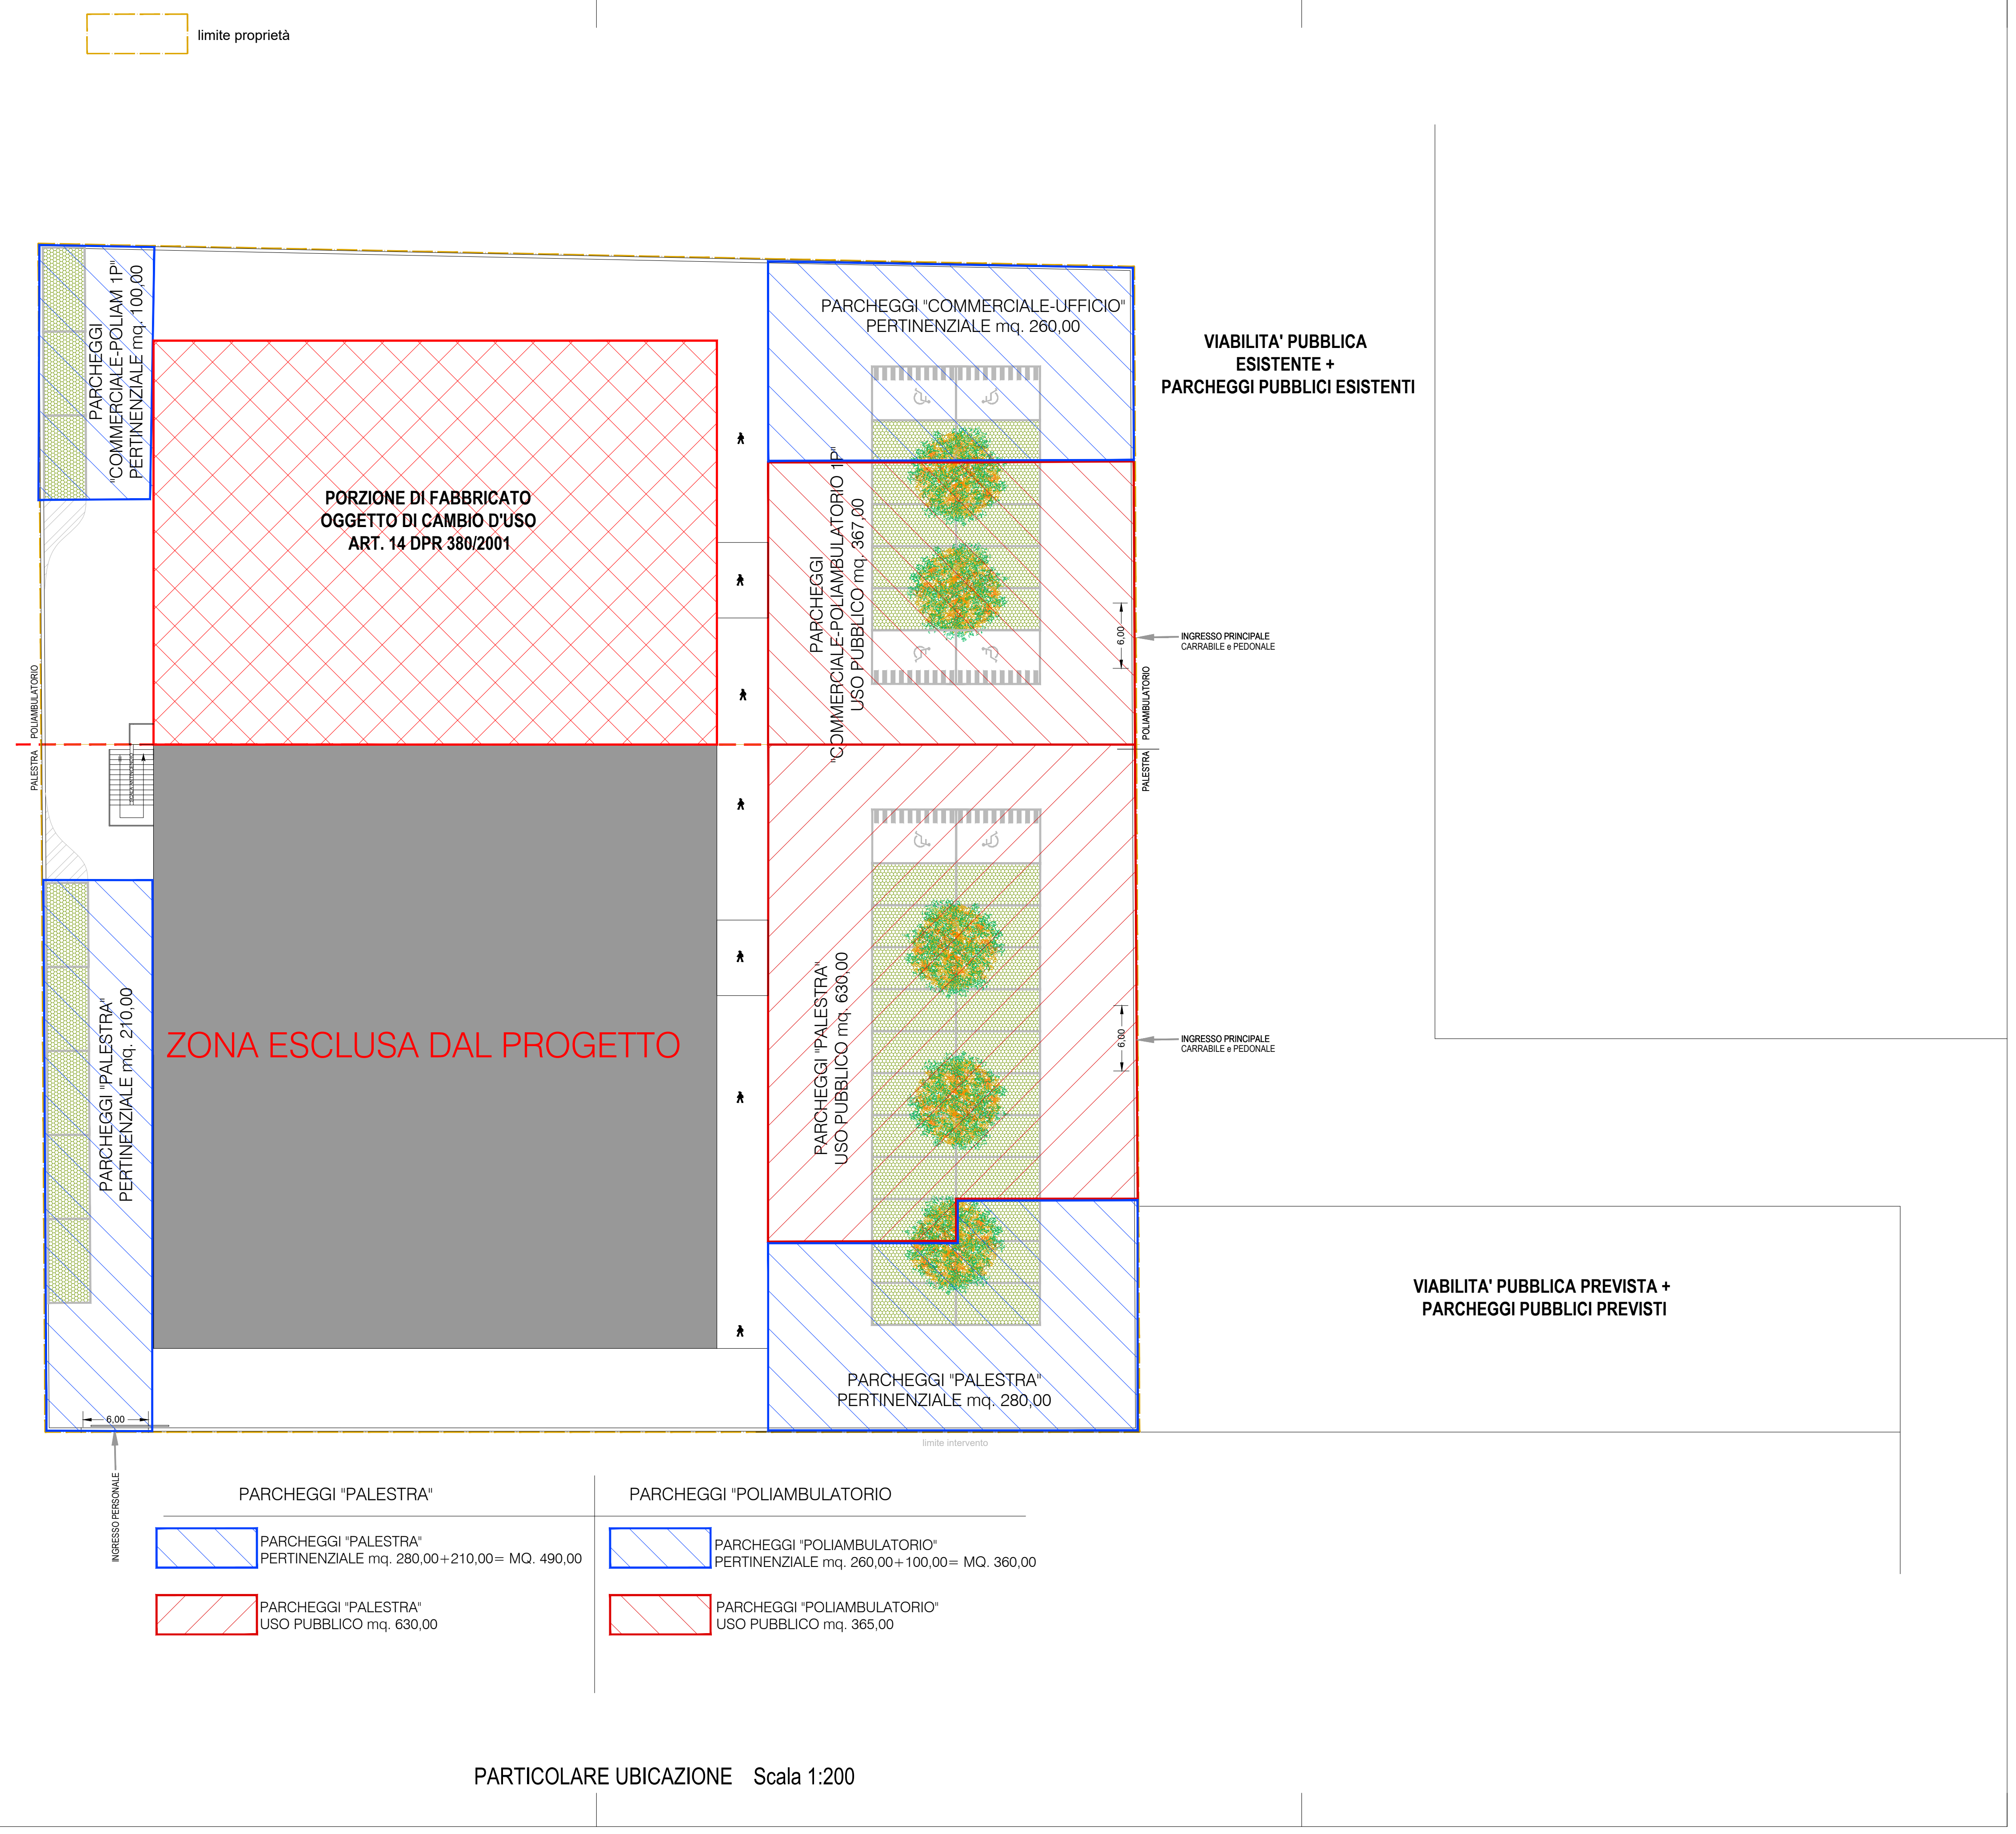 limite proprietà
PARCHEGGI
"COMMERCIALE-POLIAM 1P"
PERTINENZIALE mq. 100,00
PARCHEGGI "COMMERCIALE-UFFICIO"
PERTINENZIALE mq. 260,00
VIABILITA' PUBBLICA
ESISTENTE +
PARCHEGGI PUBBLICI ESISTENTI
PORZIONE DI FABBRICATO
OGGETTO DI CAMBIO D'USO
ART. 14 DPR 380/2001
PARCHEGGI
"COMMERCIALE-POLIAMBULATORIO 1P"
USO PUBBLICO mq. 367,00
6,00
INGRESSO PRINCIPALE
CARRABILE e PEDONALE
POLIAMBULATORIO
PALESTRA
POLIAMBULATORIO
PALESTRA
ZONA ESCLUSA DAL PROGETTO
PARCHEGGI "PALESTRA"
PERTINENZIALE mq. 210,00
PARCHEGGI "PALESTRA"
USO PUBBLICO mq. 630,00
6,00
INGRESSO PRINCIPALE
CARRABILE e PEDONALE
VIABILITA' PUBBLICA PREVISTA +
PARCHEGGI PUBBLICI PREVISTI
PARCHEGGI "PALESTRA"
PERTINENZIALE mq. 280,00
6,00
limite intervento
INGRESSO PERSONALE
PARCHEGGI "PALESTRA"
PARCHEGGI "POLIAMBULATORIO
PARCHEGGI "PALESTRA"
PERTINENZIALE mq. 280,00+210,00= MQ. 490,00
PARCHEGGI "POLIAMBULATORIO"
PERTINENZIALE mq. 260,00+100,00= MQ. 360,00
PARCHEGGI "PALESTRA"
USO PUBBLICO mq. 630,00
PARCHEGGI "POLIAMBULATORIO"
USO PUBBLICO mq. 365,00
PARTICOLARE UBICAZIONE Scala 1:200